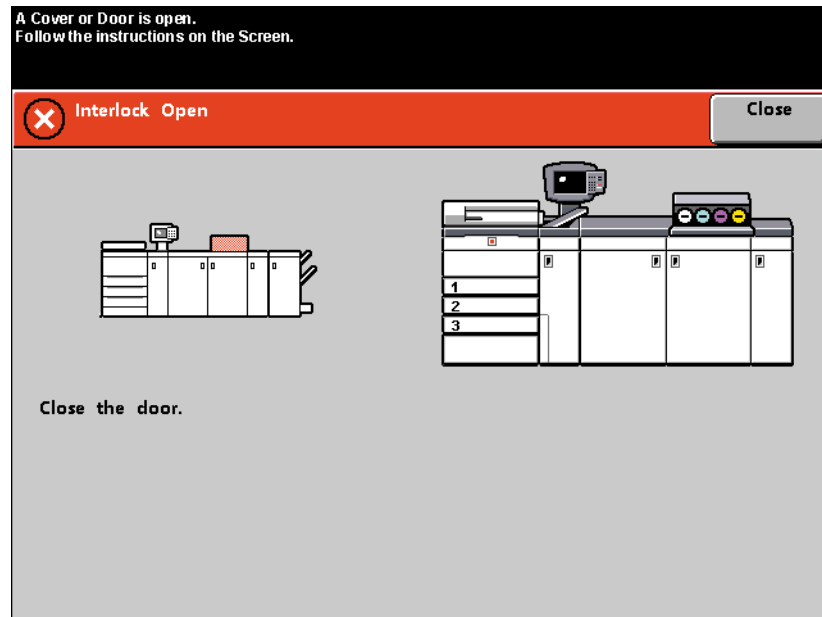 A Cover or Door is open.
Follow the instructions on the Screen.
Interlock Open
Close
1
2
3
Close the door.